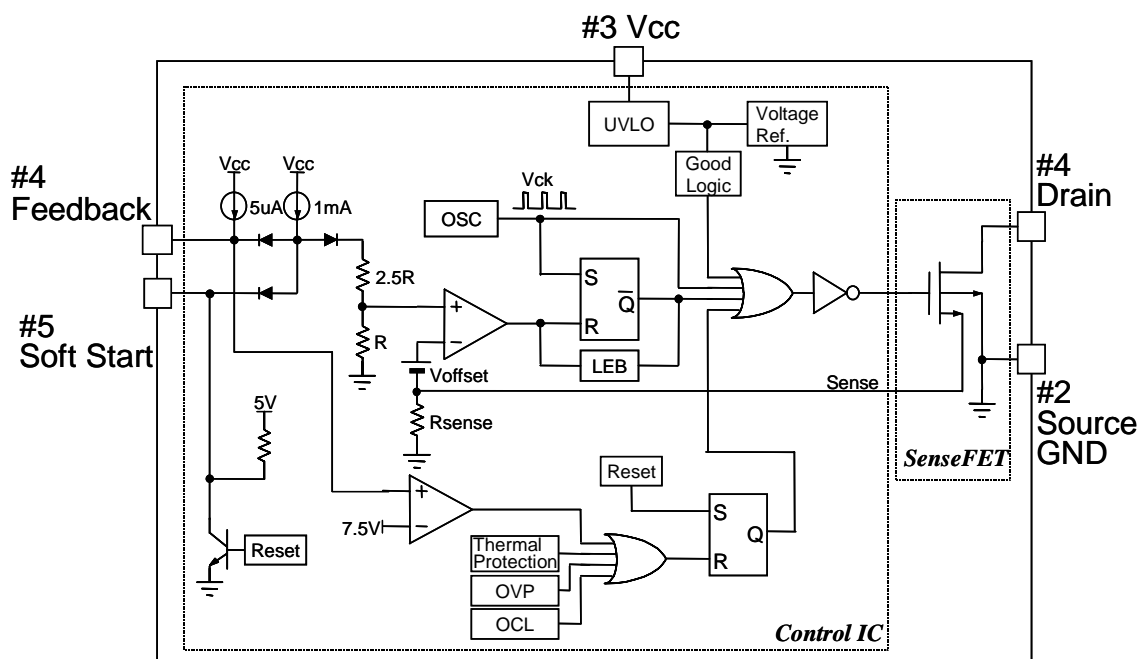 #3 Vcc
UVLO
Voltage
Ref.
Good
Logic
Vcc
Vcc
#4
Feedback
5uA
1mA
Vck
OSC
#4
Drain
2.5R
S
Q
R
+
-
R
#5
Soft Start
LEB
Voffset
Sense
#2
Source
GND
Rsense
5V
SenseFET
Reset
+
-
7.5V
S
Q
R
Reset
Thermal
Protection
OVP
OCL
Control IC